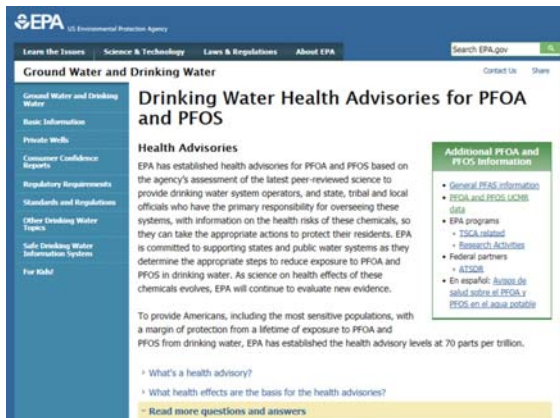 EPA US Environmental Protection Agency
Learn the Issues Science & Technology Laws & Regulations About EPA Search EPA.gov
Ground Water and Drinking Water Contact Us Share
Ground Water and Drinking
Water
Basic Information
Private Wells
Consumer Confidence
Reports
Regulatory Requirements
Standards and Regulations
Other Drinking Water
Topics
Safe Drinking Water
Information System
For Kids!
Drinking Water Health Advisories for PFOA
and PFOS
Health Advisories
EPA has established health advisories for PFOA and PFOS based on
the agency's assessment of the latest peer-reviewed science to
provide drinking water system operators, and state, tribal and local
officials who have the primary responsibility for overseeing these
systems, with information on the health risks of these chemicals, so
they can take the appropriate actions to protect their residents. EPA
is committed to supporting states and public water systems as they
determine the appropriate steps to reduce exposure to PFOA and
PFOS in drinking water. As science on health effects of these
chemicals evolves, EPA will continue to evaluate new evidence.
To provide Americans, including the most sensitive populations, with
a margin of protection from a lifetime of exposure to PFOA and
PFOS from drinking water, EPA has established the health advisory levels at 70 parts per trillion.
What's a health advisory?
What health effects are the basis for the health advisories?
Read more questions and answers
Additional PFOA and
PFOS Information
General PFAS information
PFOA and PFOS UCMR
data
EPA programs
TSCA related
Research Activities
Federal partners
ATSDR
En español: Avisos de
salud sobre el PFOA y
PFOS en el agua potable